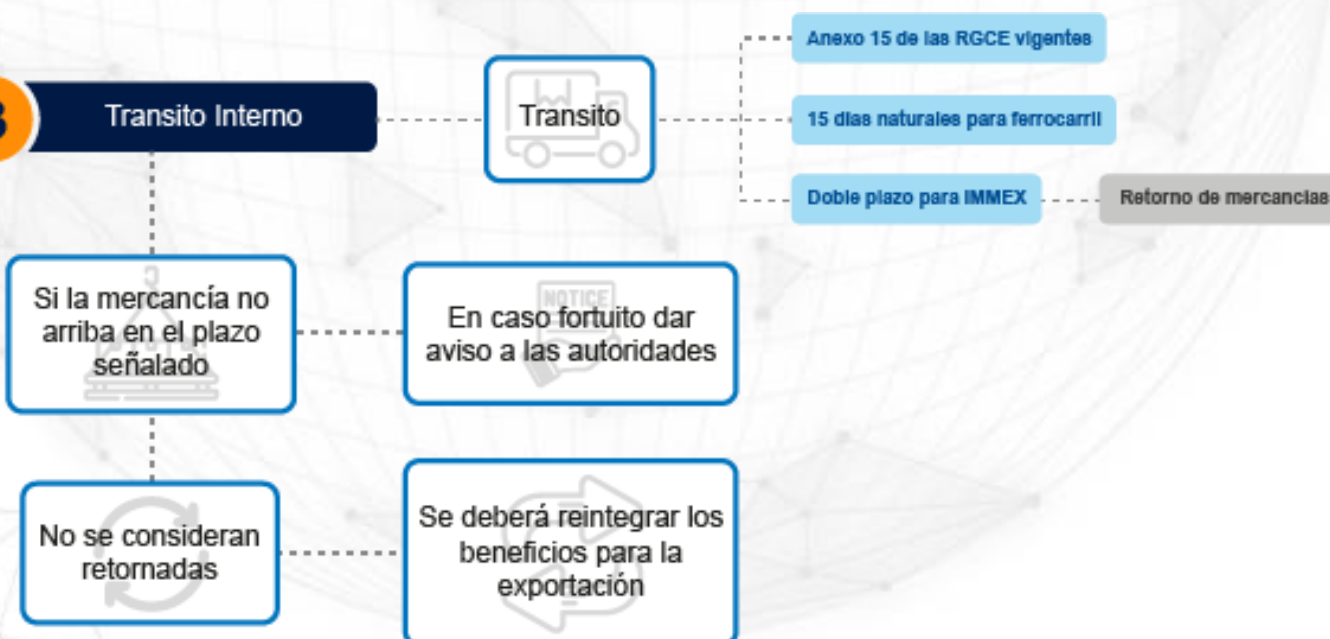 3
Transito Interno
Transito
Anexo 15 de las RGCE vigentes
15 dias naturales para ferrocarril
Doble plazo para IMMEX
Retorno de mercancias
Si la mercancía no
arriba en el plazo
señalado
NOTICE
En caso fortuito dar
aviso a las autoridades
No se consideran
retornadas
Se deberá reintegrar los
beneficios para la
exportación